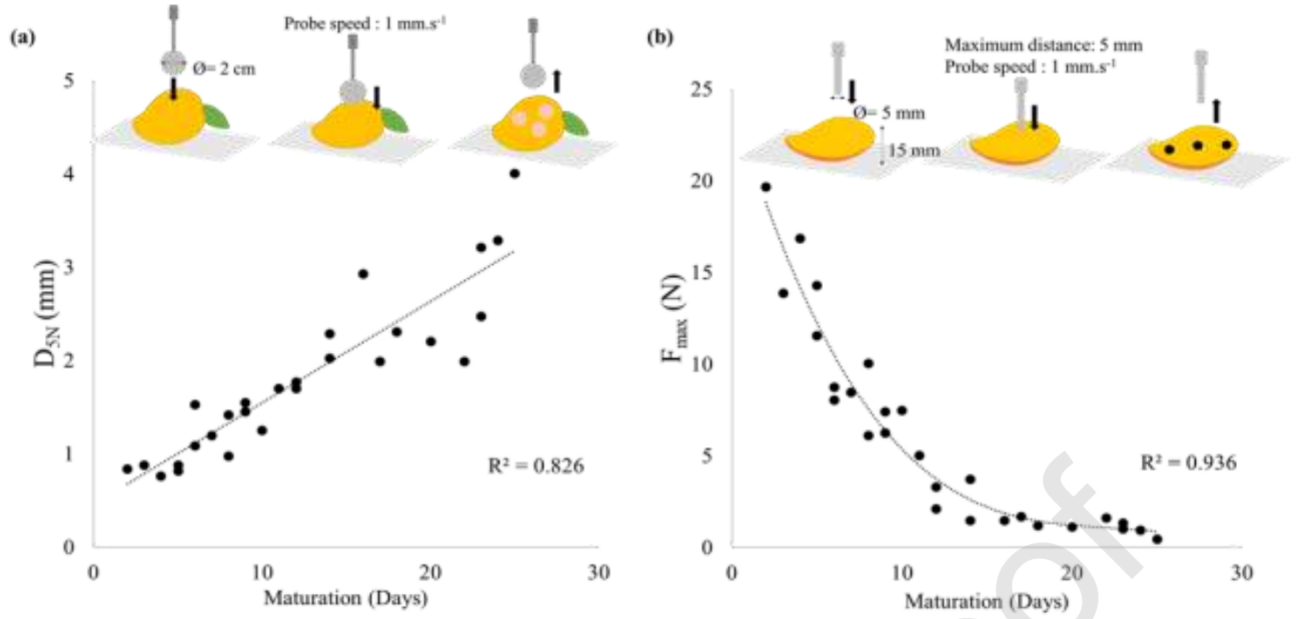 (a)
Probe speed : 1 mm.s⁻¹
Ø= 2 cm
5
4
3
2
1
0
D₅N (mm)
R² = 0.826
0 10 20 30
Maturation (Days)
(b)
Maximum distance: 5 mm
Probe speed : 1 mm.s⁻¹
Ø= 5 mm
15 mm
25
20
15
10
5
0
Fmax (N)
R² = 0.936
0 10 20 30
Maturation (Days)
of